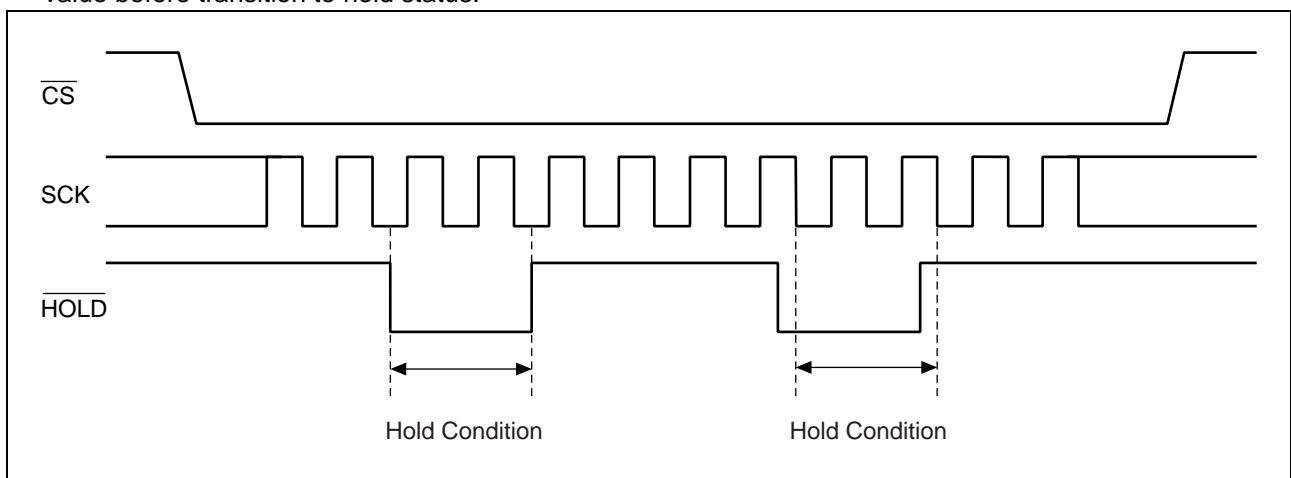 value before transition to hold status.
CS
SCK
HOLD
Hold Condition Hold Condition